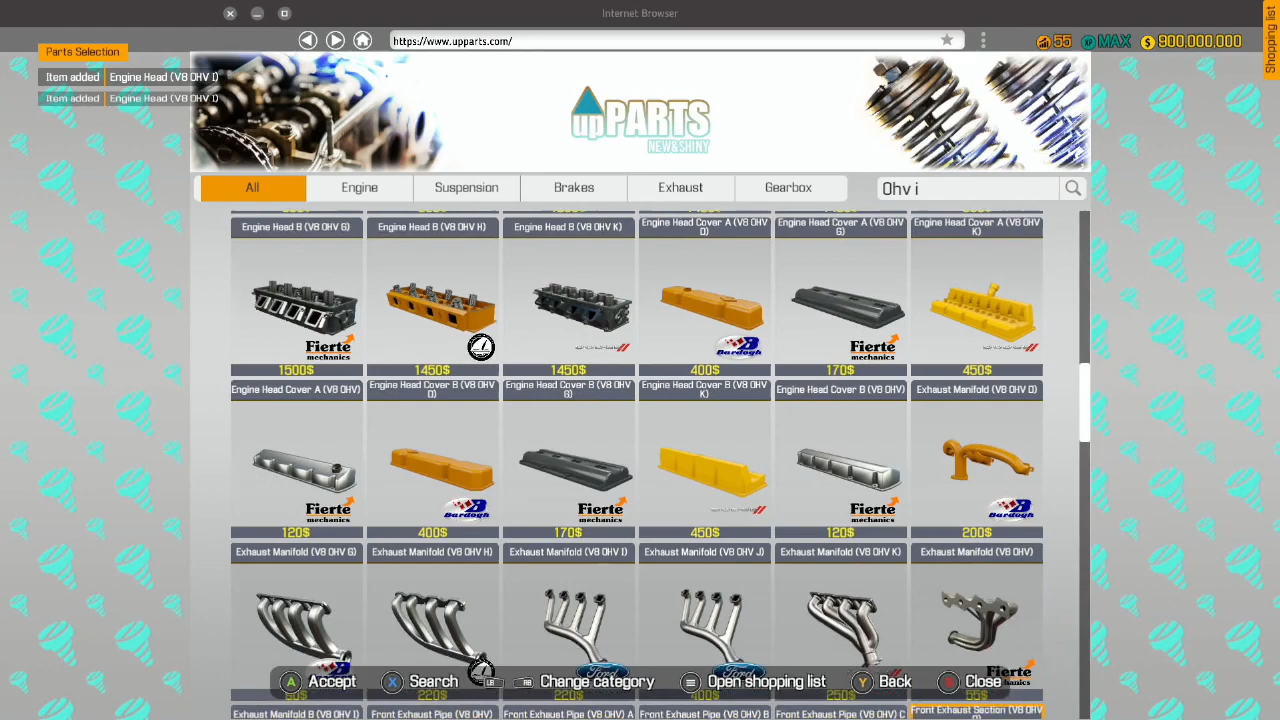 Internet Browser
https://www.upparts.com/
55 XP MAX $ 900,000,000
Shopping list
Parts Selection
Item added Engine Head (V8 OHV I)
Item added Engine Head (V8 OHV I)
upPARTS
NEW&SHINY
All Engine Suspension Brakes Exhaust Gearbox Ohv i
Engine Head B (V8 OHV G) Engine Head B (V8 OHV H) Engine Head B (V8 OHV K) Engine Head Cover A (V8 OHV D) Engine Head Cover A (V8 OHV G) Engine Head Cover A (V8 OHV K)
Fierte mechanics Bardogh Fierte mechanics
1500$ 1450$ 1450$ 400$ 170$ 450$
Engine Head Cover A (V8 OHV) Engine Head Cover B (V8 OHV D) Engine Head Cover B (V8 OHV G) Engine Head Cover B (V8 OHV K) Engine Head Cover B (V8 OHV) Exhaust Manifold (V8 OHV D)
Fierte mechanics Bardogh Fierte mechanics Fierte mechanics Bardogh
120$ 400$ 170$ 450$ 120$ 200$
Exhaust Manifold (V8 OHV G) Exhaust Manifold (V8 OHV H) Exhaust Manifold (V8 OHV I) Exhaust Manifold (V8 OHV J) Exhaust Manifold (V8 OHV K) Exhaust Manifold (V8 OHV)
Ford Ford Fierte
A Accept X Search LB RB Change category Open shopping list Y Back Close
220$ 220$ 400$ 250$ 55$
Exhaust Manifold B (V8 OHV I) Front Exhaust Pipe (V8 OHV) Front Exhaust Pipe (V8 OHV) A Front Exhaust Pipe (V8 OHV) B Front Exhaust Pipe (V8 OHV) C Front Exhaust Section (V8 OHV